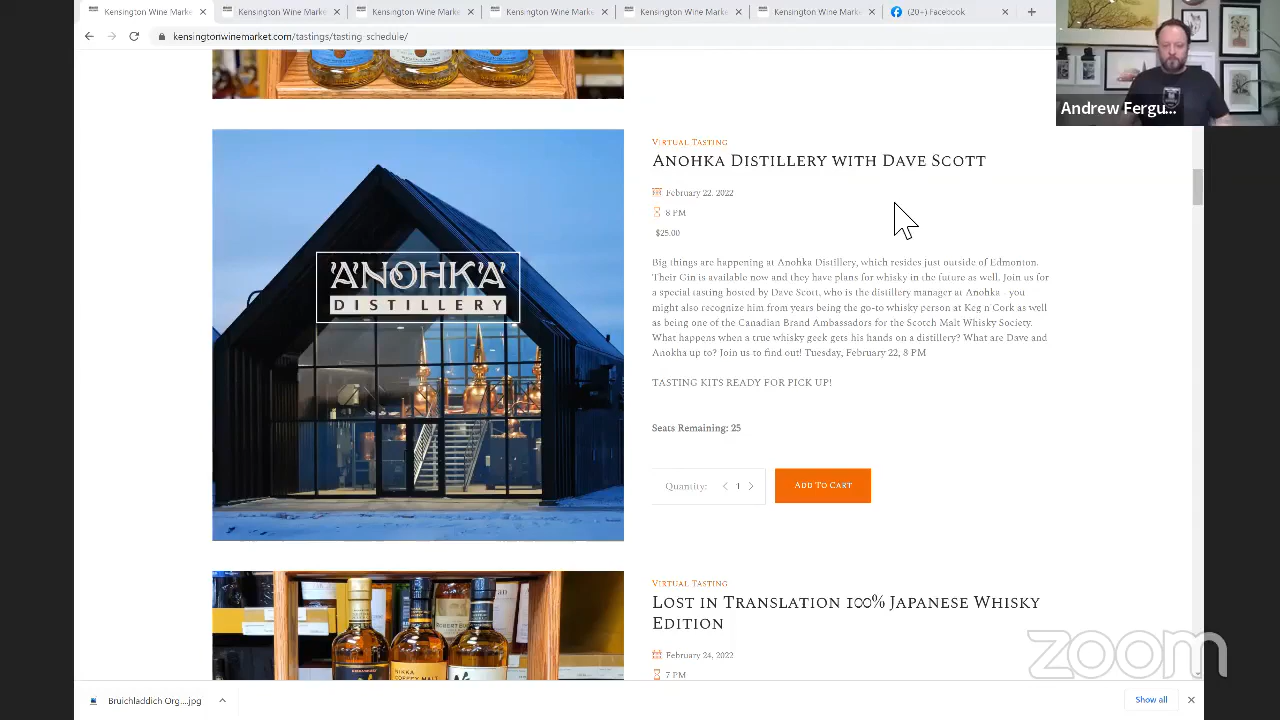 Kensington Wine Marke
Kensington Wine Marke
Kensington Wine Marke
Kensington Wine Marke
Kensington Wine Marke
Kensington Wine Marke
(20+) Facebook
kensingtonwinemarket.com/tastings/tasting_schedule/
Andrew Fergu...
'ANOHK'A
DISTILLERY
Virtual Tasting
Anohka Distillery with Dave Scott
February 22, 2022
8 PM
$25.00
Big things are happening at Anohka Distillery, which resides just outside of Edmonton.
Their Gin is available now and they have plans for whisky in the future as well. Join us for
a special tasting hosted by Dave Scott, who is the distillery manager at Anohka - you
might also recognize him from years being the go-to whisky person at Keg n Cork as well
as being one of the Canadian Brand Ambassadors for the Scotch Malt Whisky Society.
What happens when a true whisky geek gets his hands on a distillery? What are Dave and
Anokha up to? Join us to find out! Tuesday, February 22, 8 PM
TASTING KITS READY FOR PICK UP!
Seats Remaining: 25
Quantity: < 1 >
Add To Cart
Virtual Tasting
Lost in Translation 100% Japanese Whisky
Edition
February 24, 2022
7 PM
NIKKA
COFFEY MALT
zoom
Bruichladdich Org....jpg
Show all